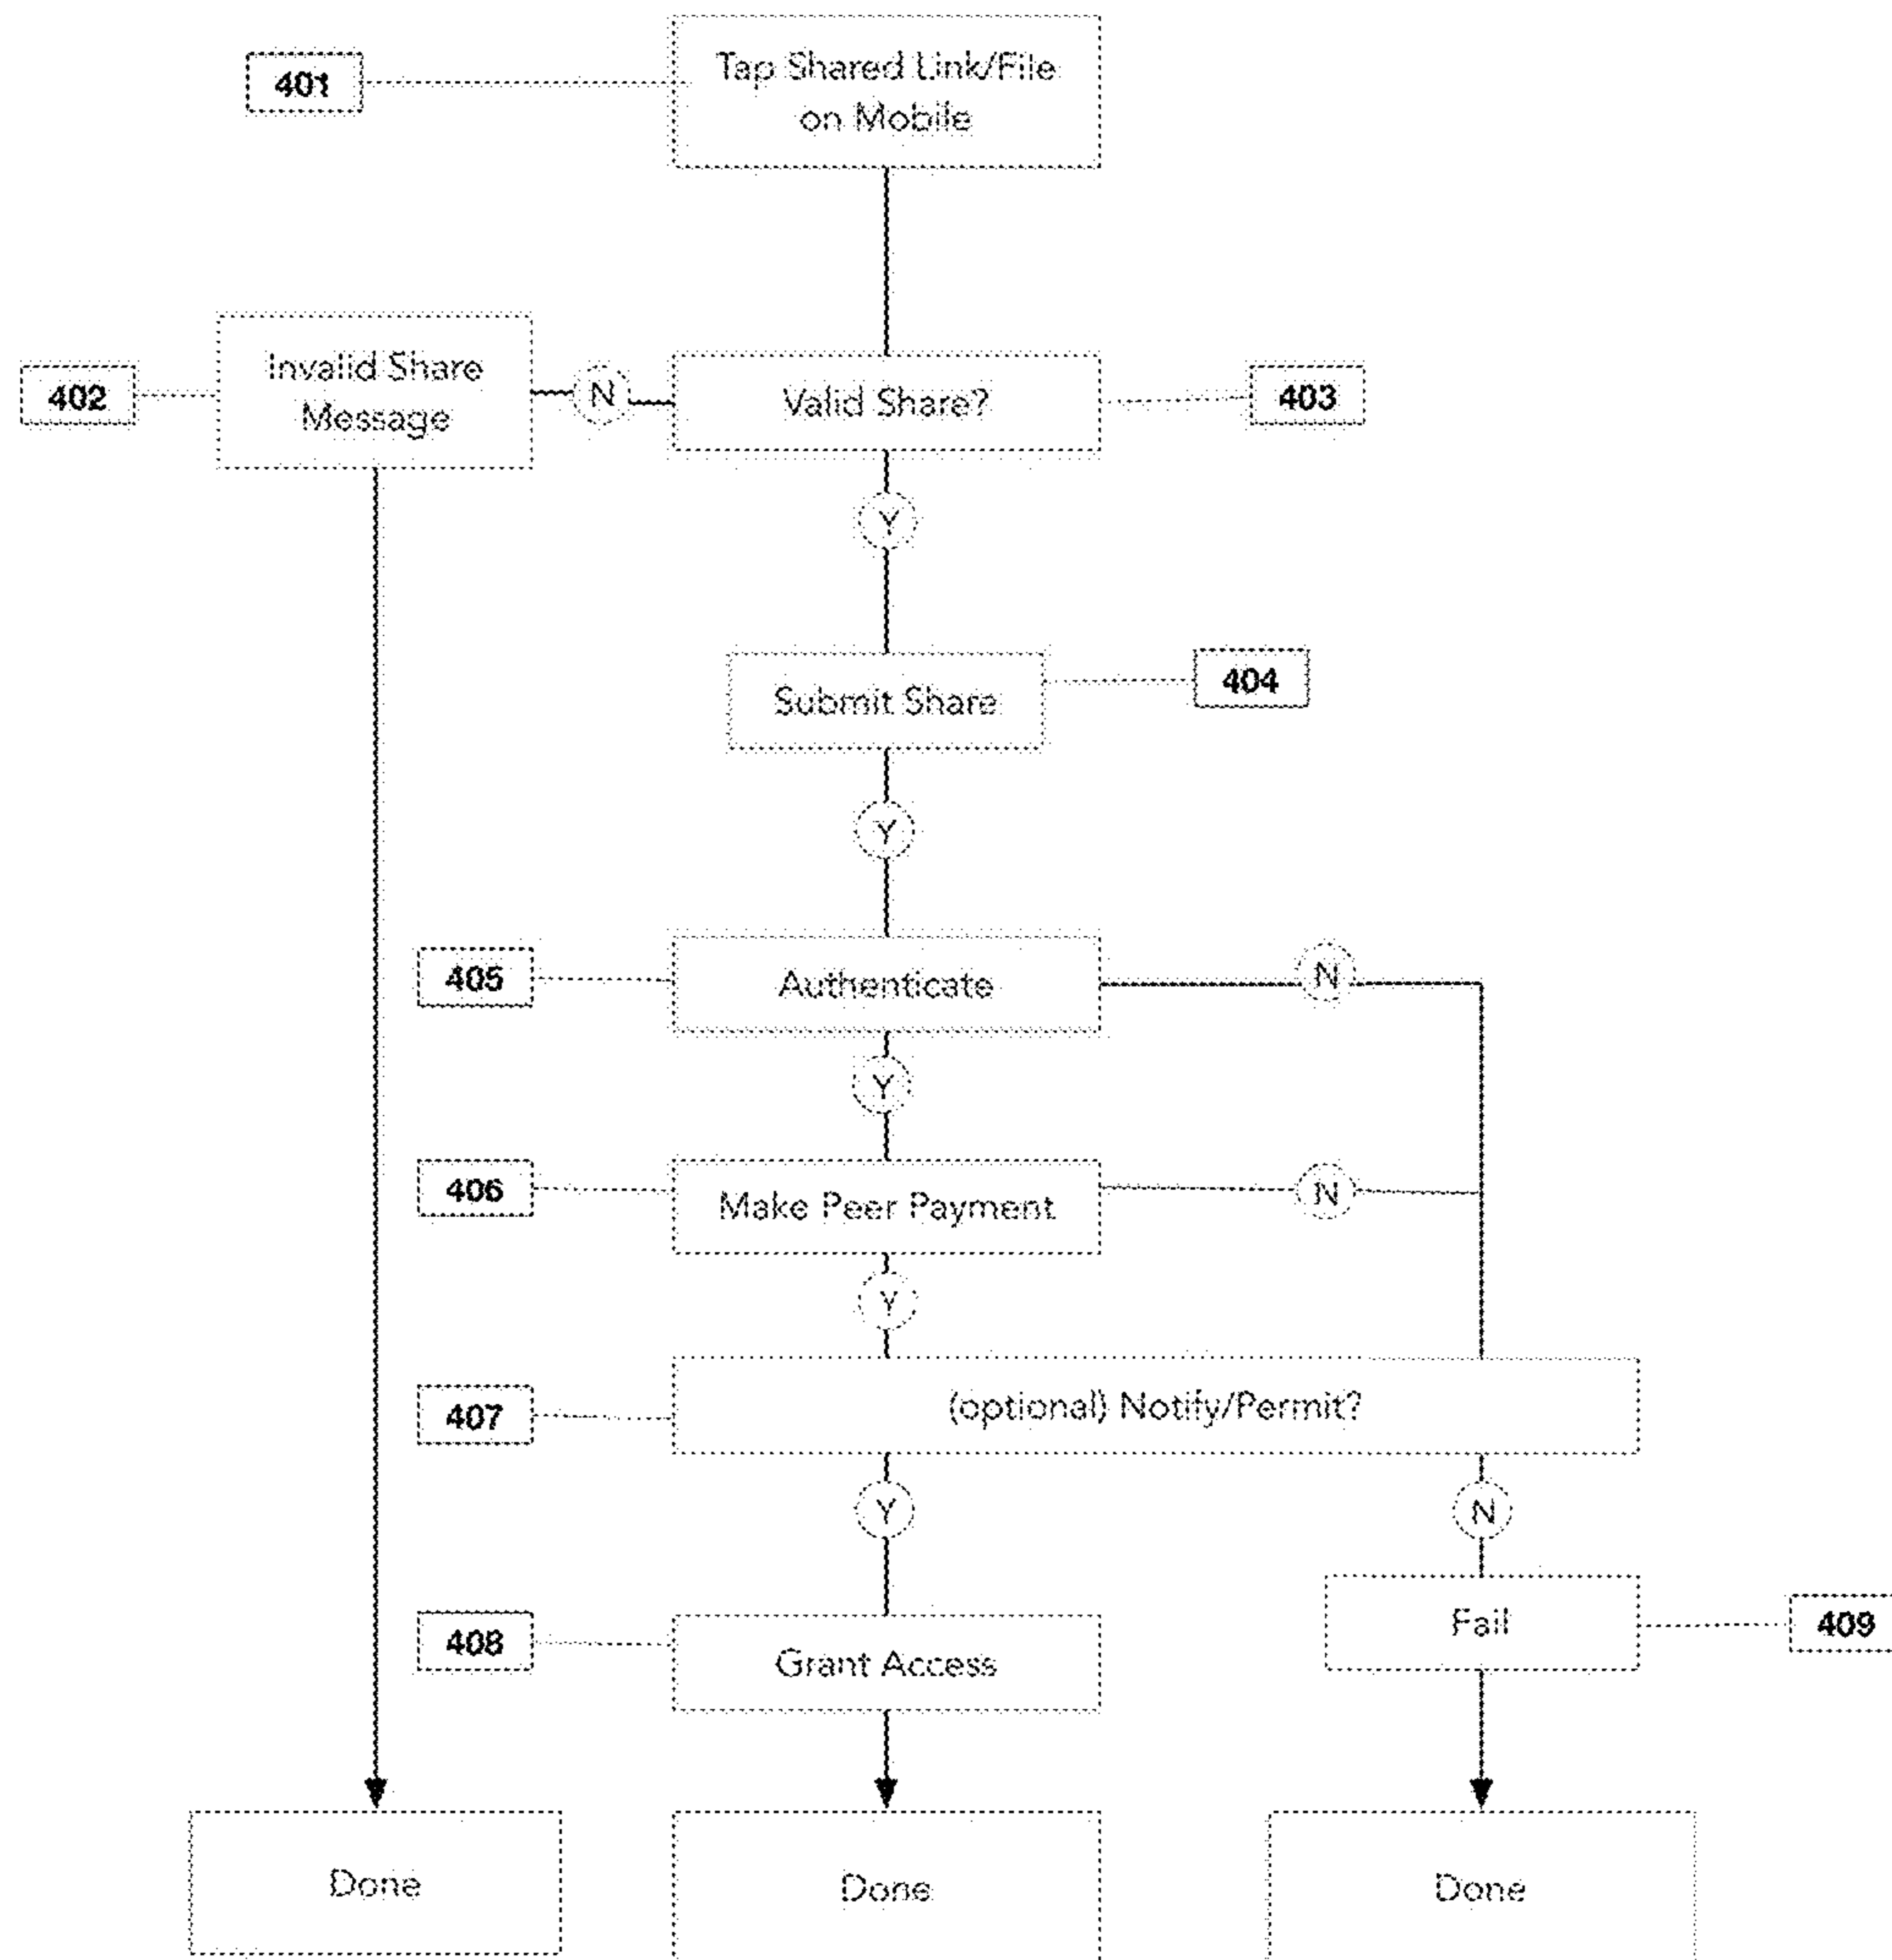 401
Tap Shared Link/File
on Mobile
402
Invalid Share
Message
N
Valid Share?
403
Y
Submit Share
404
Y
405
Authenticate
N
Y
406
Make Peer Payment
N
Y
407
(optional) Notify/Permit?
Y
N
408
Grant Access
Fail
409
Done
Done
Done